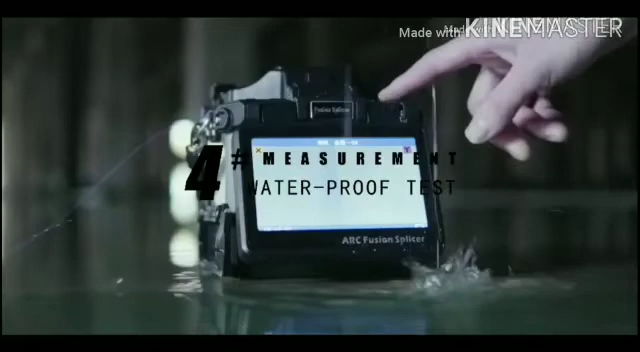 Made with KINEMASTER
Fusion Splicer
4# MEASUREMENT
WATER-PROOF TEST
ARC Fusion Splicer